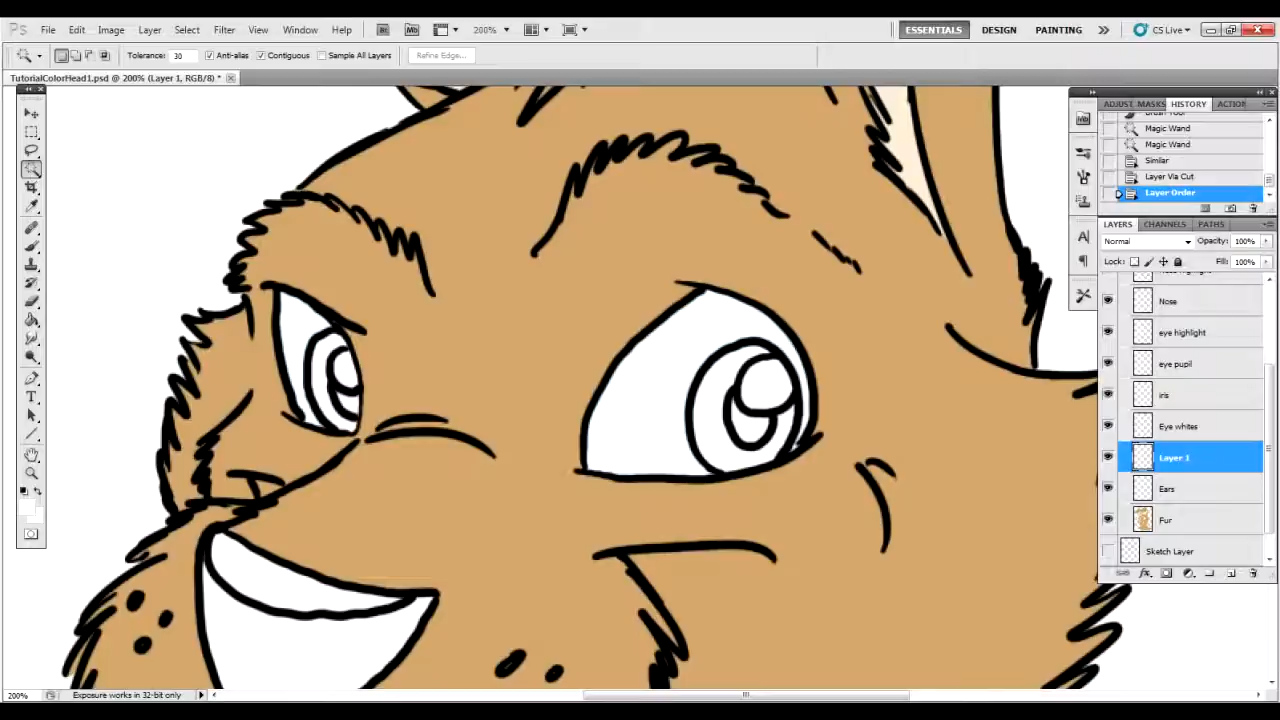 PS File Edit Image Layer Select Filter View Window Help Br Mb 200% ESSENTIALS DESIGN PAINTING CS Live
Tolerance: 30 Anti-alias Contiguous Sample All Layers Refine Edge...
TutorialColorHead1.psd @ 200% (Layer 1, RGB/8) *
ADJUST MASKS HISTORY ACTION
Magic Wand
Magic Wand
Similar
Layer Via Cut
Layer Order
LAYERS CHANNELS PATHS
Normal Opacity: 100%
Lock: Fill: 100%
Nose
eye highlight
eye pupil
iris
Eye whites
Layer 1
Ears
Fur
Sketch Layer
200% Exposure works in 32-bit only